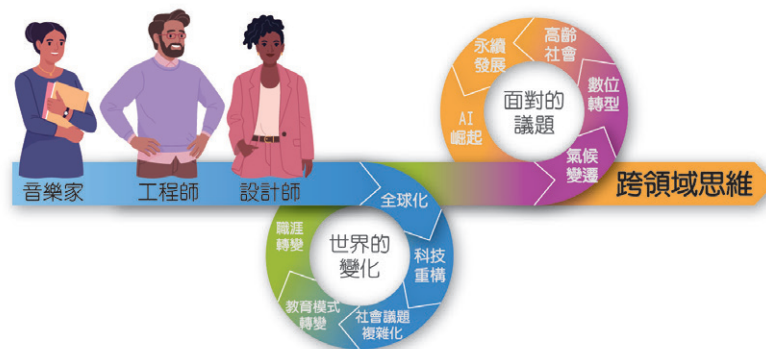 音樂家
工程師
設計師
全球化
科技
重構
社會議題
複雜化
教育模式
轉變
職涯
轉變
世界的
變化
氣候
變遷
數位
轉型
高齡
社會
永續
發展
AI
崛起
面對的
議題
跨領域思維